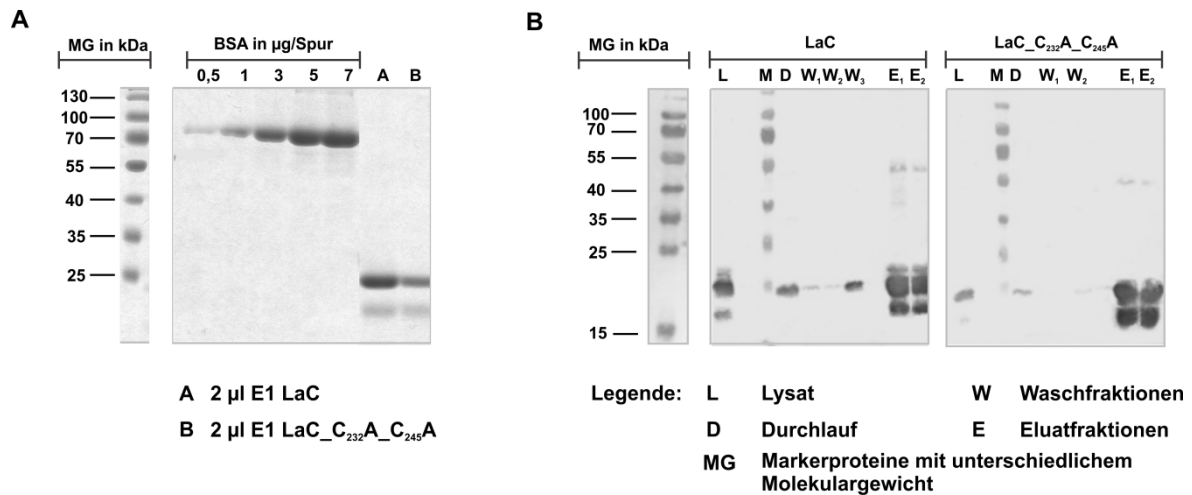 A
MG in kDa
BSA in µg/Spur
0,5 1 3 5 7 A B
130
100
70
55
40
35
25
A 2 µl E1 LaC
B 2 µl E1 LaC_C₂₃₂A_C₂₄₅A
B
MG in kDa
LaC
LaC_C₂₃₂A_C₂₄₅A
L M D W₁ W₂ W₃ E₁ E₂
L M D W₁ W₂ E₁ E₂
100
70
55
40
35
25
15
Legende: L Lysat W Waschfraktionen
D Durchlauf E Eluatfraktionen
MG Markerproteine mit unterschiedlichem
Molekulargewicht